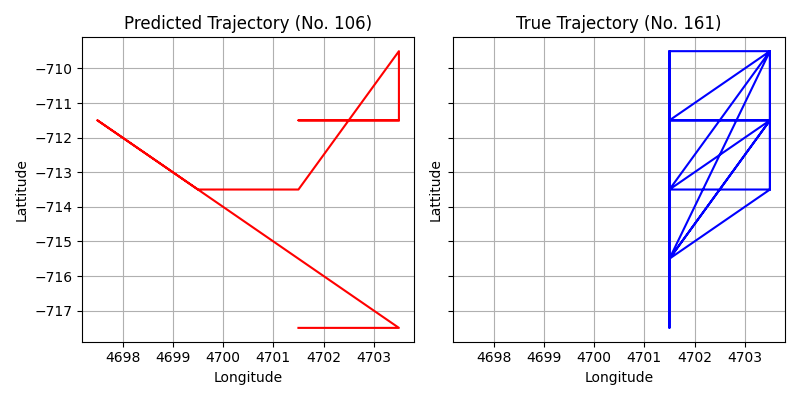 Predicted Trajectory (No. 106)
True Trajectory (No. 161)
Lattitude
−710
−711
−712
−713
−714
−715
−716
−717
4698 4699 4700 4701 4702 4703
Longitude
Lattitude
4698 4699 4700 4701 4702 4703
Longitude